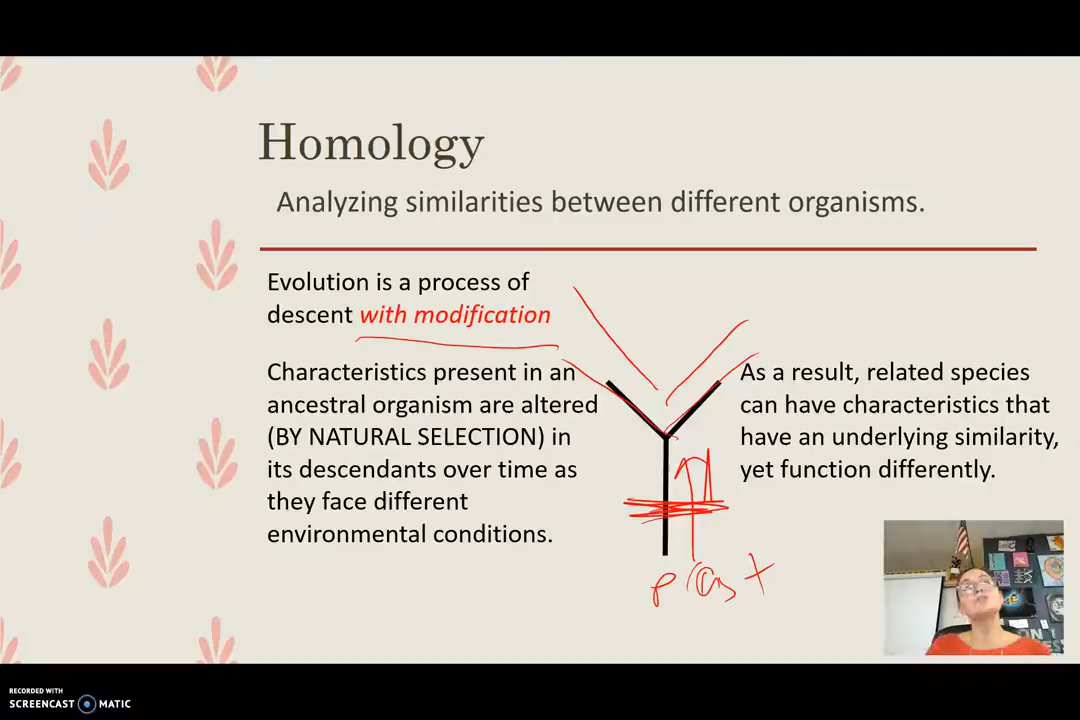 Homology
Analyzing similarities between different organisms.
Evolution is a process of
descent with modification
Characteristics present in an
ancestral organism are altered
(BY NATURAL SELECTION) in
its descendants over time as
they face different
environmental conditions.
As a result, related species
can have characteristics that
have an underlying similarity,
yet function differently.
past
RECORDED WITH
SCREENCAST MATIC